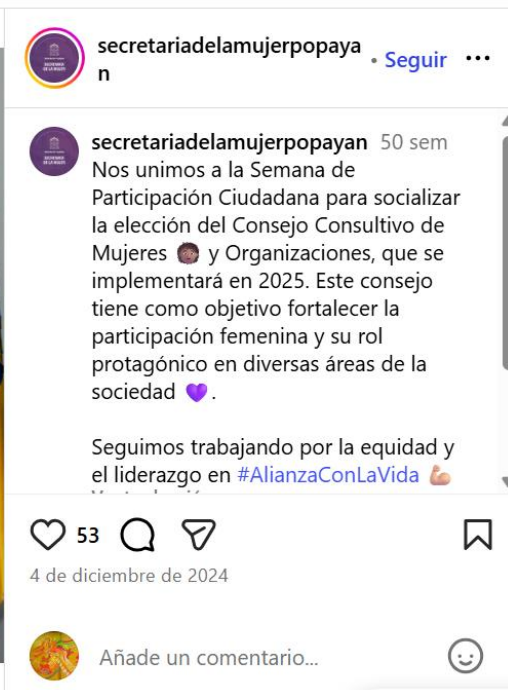 secretariadelamujerpopaya
n
• Seguir
secretariadelamujerpopayan 50 sem
Nos unimos a la Semana de
Participación Ciudadana para socializar
la elección del Consejo Consultivo de
Mujeres 👩🏿‍🦱 y Organizaciones, que se
implementará en 2025. Este consejo
tiene como objetivo fortalecer la
participación femenina y su rol
protagónico en diversas áreas de la
sociedad 💜.
Seguimos trabajando por la equidad y
el liderazgo en #AlianzaConLaVida 💪🏼
53
4 de diciembre de 2024
Añade un comentario...